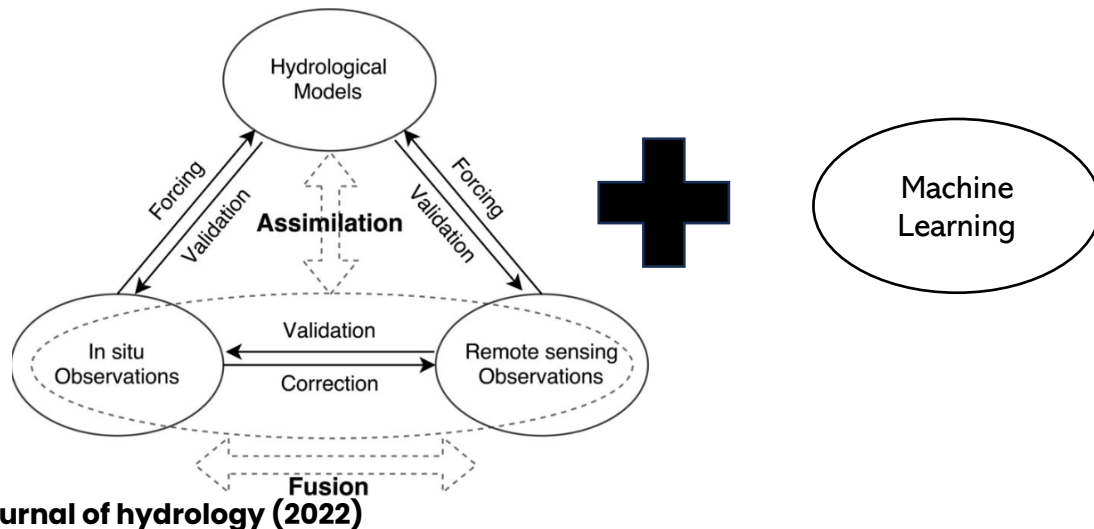 Hydrological
Models
Forcing
Validation
Forcing
Validation
Assimilation
In situ
Observations
Validation
Correction
Remote sensing
Observations
Fusion
urnal of hydrology (2022)
Machine
Learning